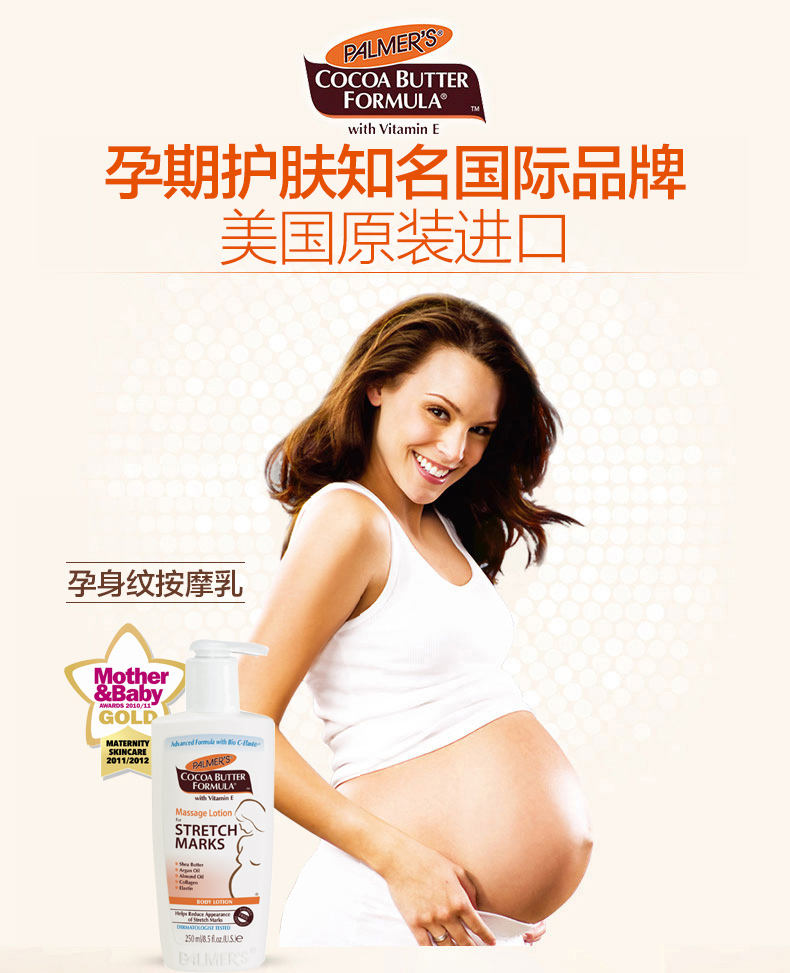 PALMER'S®
COCOA BUTTER
FORMULA®
TM
with Vitamin E
孕期护肤知名国际品牌
美国原装进口
孕身纹按摩乳
Mother
&Baby
AWARDS 2010/11
GOLD
MATERNITY
SKINCARE
2011/2012
Advanced Formula with Bio C-Elaste
PALMER'S
COCOA BUTTER
FORMULA
with Vitamin E
Massage Lotion
For
STRETCH
MARKS
Shea Butter
Argan Oil
Almond Oil
Collagen
Elastin
BODY LOTION
Helps Reduce Appearance
of Stretch Marks
DERMATOLOGIST TESTED
250 ml/8.5 fl.oz.(U.S.)e
PALMER'S